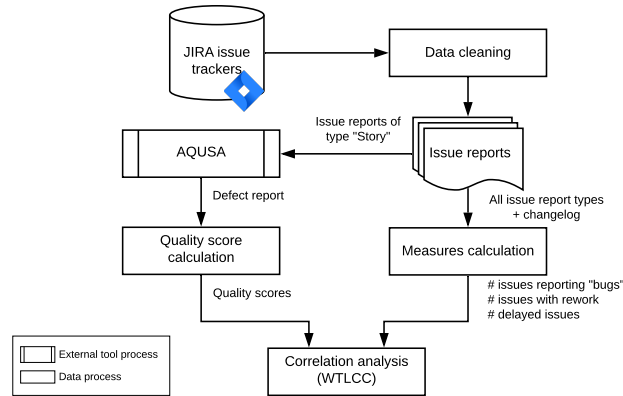 JIRA issue
trackers
Data cleaning
Issue reports of
type "Story"
AQUSA
Issue reports
Defect report
All issue report types
+ changelog
Quality score
calculation
Measures calculation
Quality scores
# issues reporting "bugs"
# issues with rework
# delayed issues
Correlation analysis
(WTLCC)
External tool process
Data process